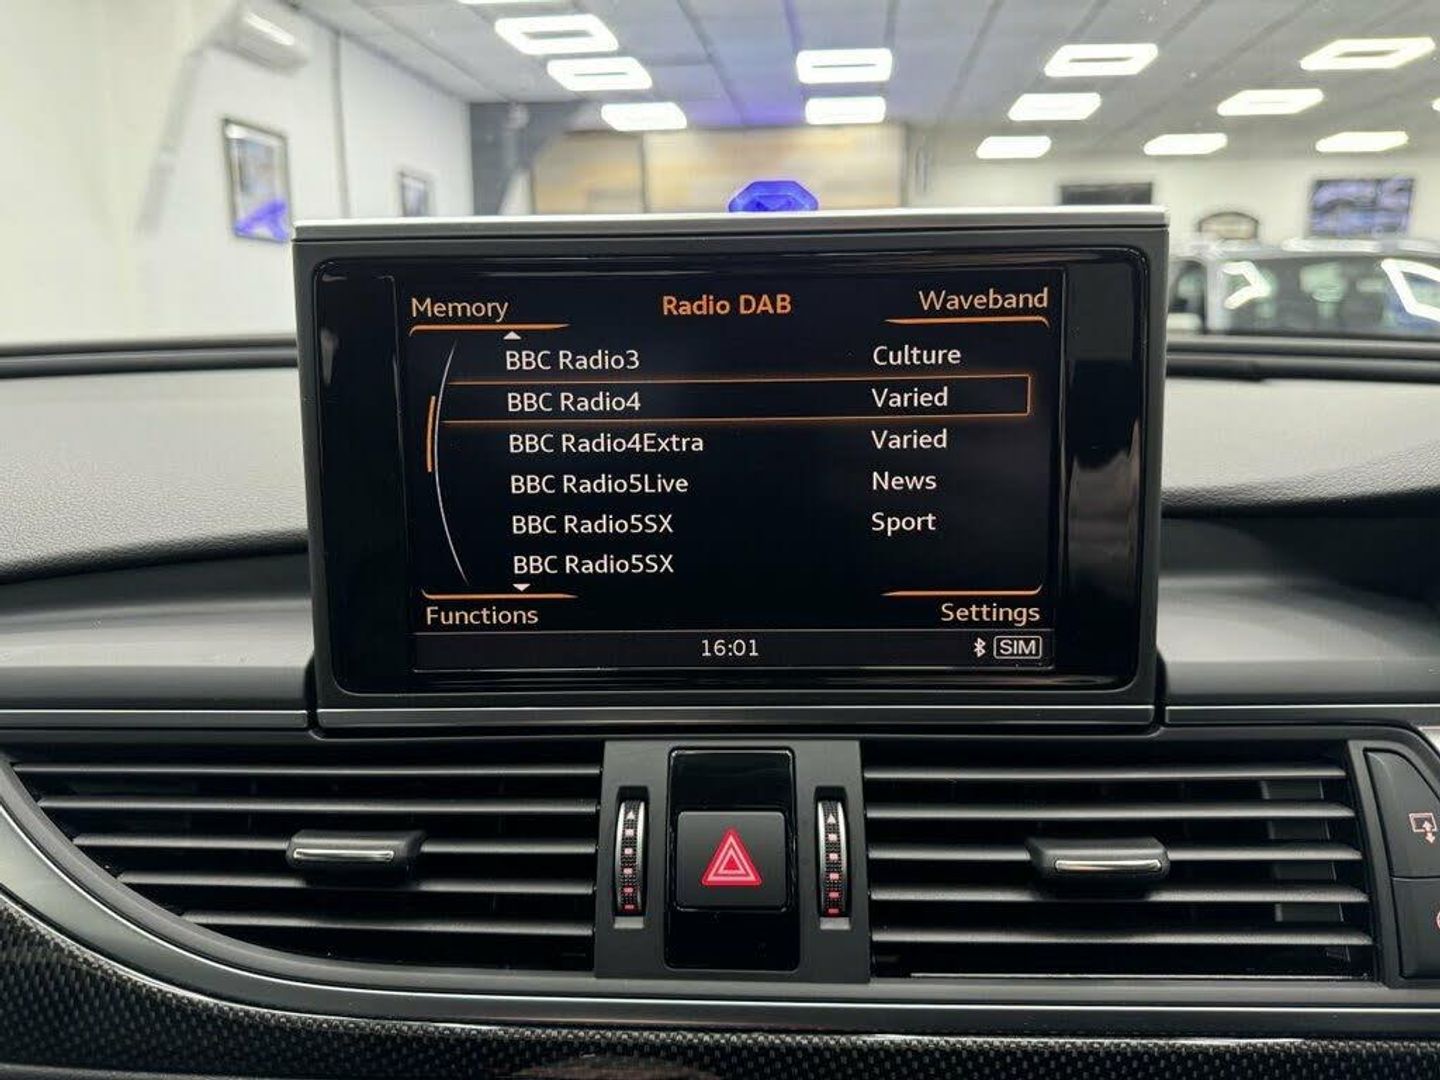 Memory Radio DAB Waveband
BBC Radio3 Culture
BBC Radio4 Varied
BBC Radio4Extra Varied
BBC Radio5Live News
BBC Radio5SX Sport
BBC Radio5SX
Functions Settings
16:01 SIM